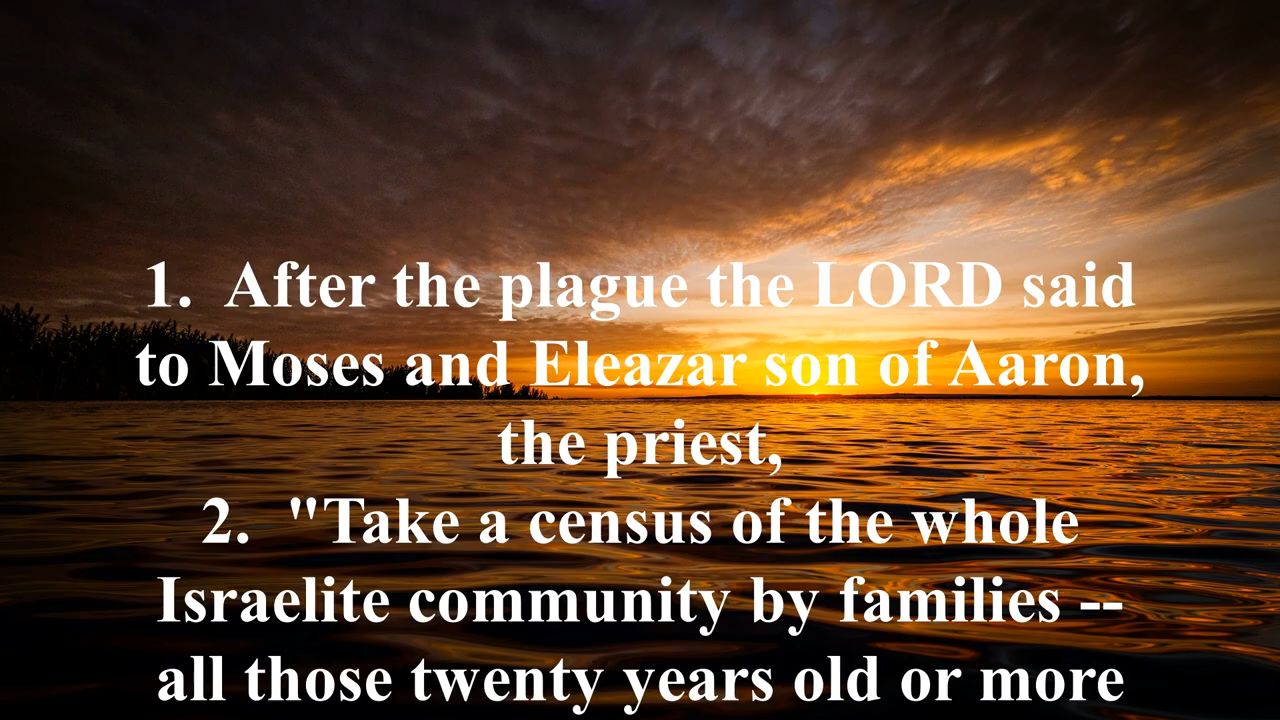 1.  After the plague the LORD said
to Moses and Eleazar son of Aaron,
the priest,
2.  "Take a census of the whole
Israelite community by families --
all those twenty years old or more